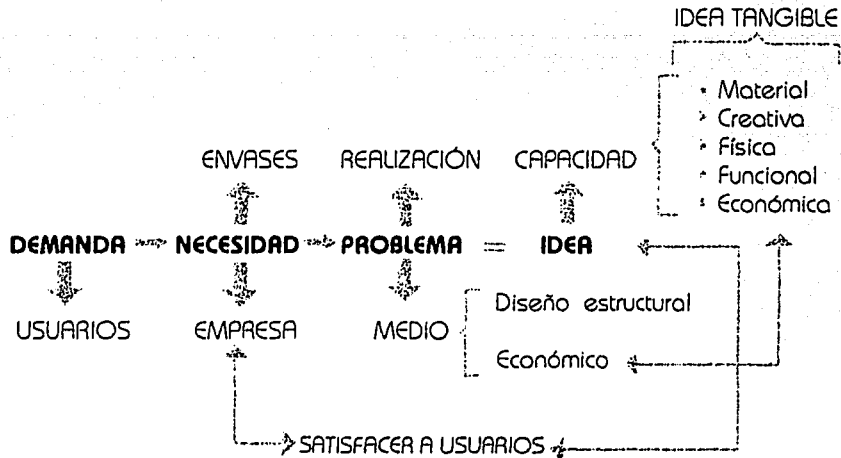 IDEA TANGIBLE
Material
Creativa
Física
Funcional
Económica
ENVASES REALIZACIÓN CAPACIDAD
DEMANDA NECESIDAD PROBLEMA = IDEA
USUARIOS EMPRESA MEDIO
Diseño estructural
Económico
SATISFACER A USUARIOS